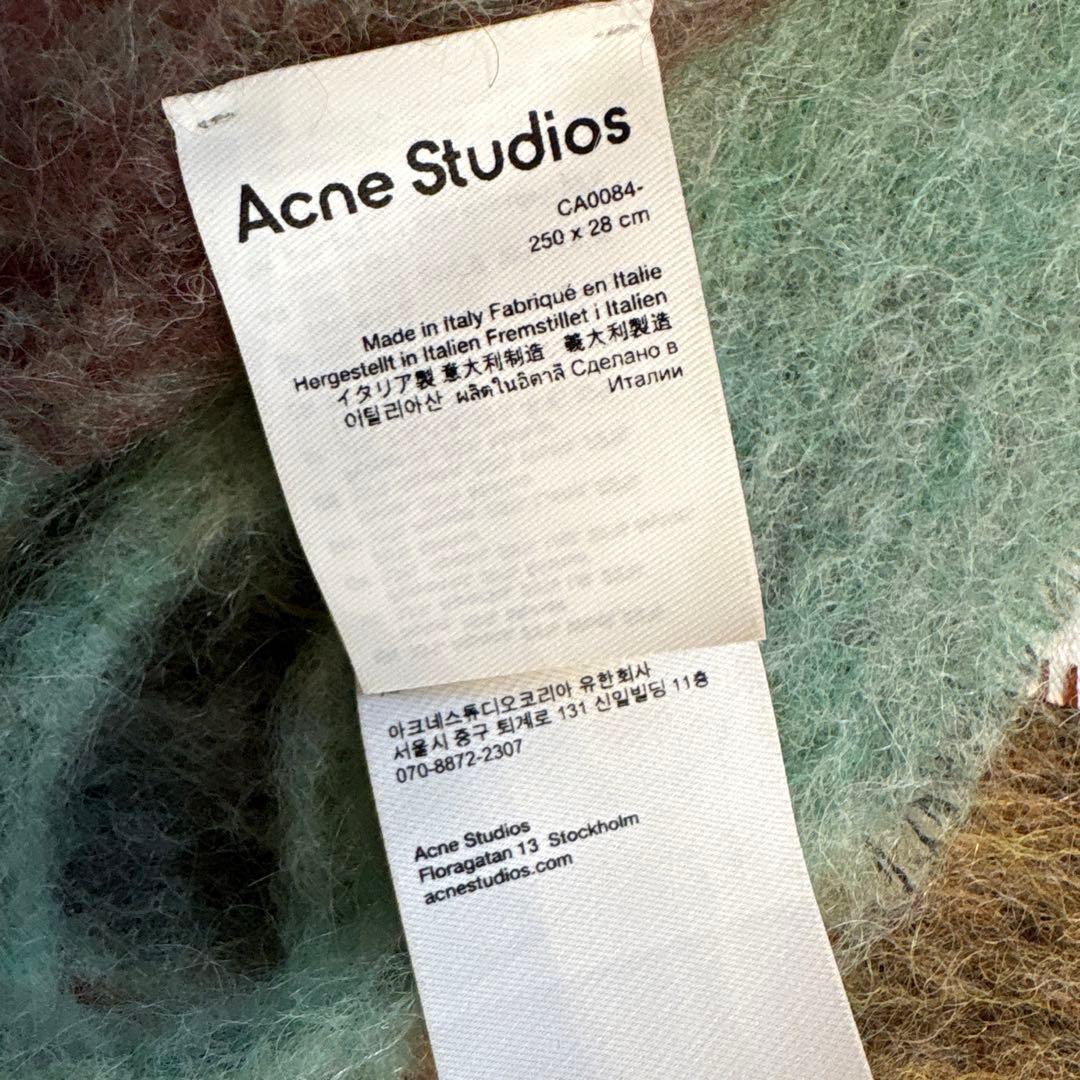 Acne Studios
CA0084-
250 x 28 cm
Made in Italy Fabriqué en Italie
Hergestellt in Italien Fremstillet i Italien
イタリア製 意大利制造 義大利製造
이탈리아산 ผลิตในอิตาลี Сделано в
Италии
아크네스튜디오코리아 유한회사
서울시 중구 퇴계로 131 신일빌딩 11층
070-8872-2307
Acne Studios
Floragatan 13 Stockholm
acnestudios.com